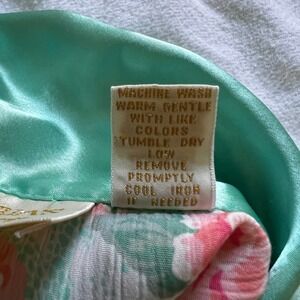 MACHINE WASH
WARM GENTLE
WITH LIKE
COLORS
TUMBLE DRY
LOW
REMOVE
PROMPTLY
COOL IRON
IF NEEDED